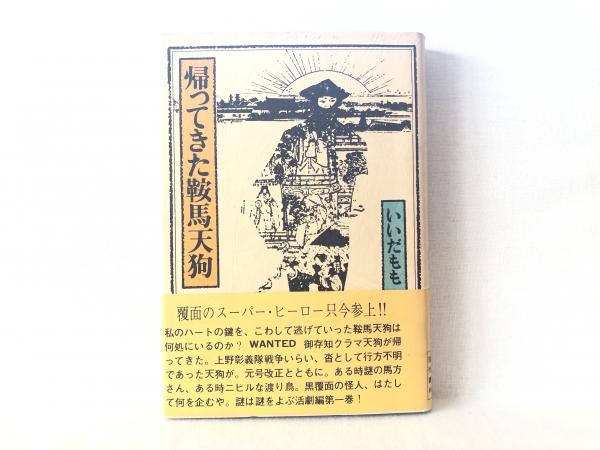 帰ってきた鞍馬天狗
いいだもも
覆面のスーパー・ヒーロー只今参上!!
私のハートの鍵を、こわして逃げていった鞍馬天狗は
何処にいるのか? WANTED 御存知クラマ天狗が帰
ってきた。上野彰義隊戦争いらい、杳として行方不明
であった天狗が。元号改正とともに。ある時謎の馬方
さん、ある時ニヒルな渡り鳥。黒覆面の怪人、はたし
て何を企むや。謎は謎をよぶ活劇編第一巻!